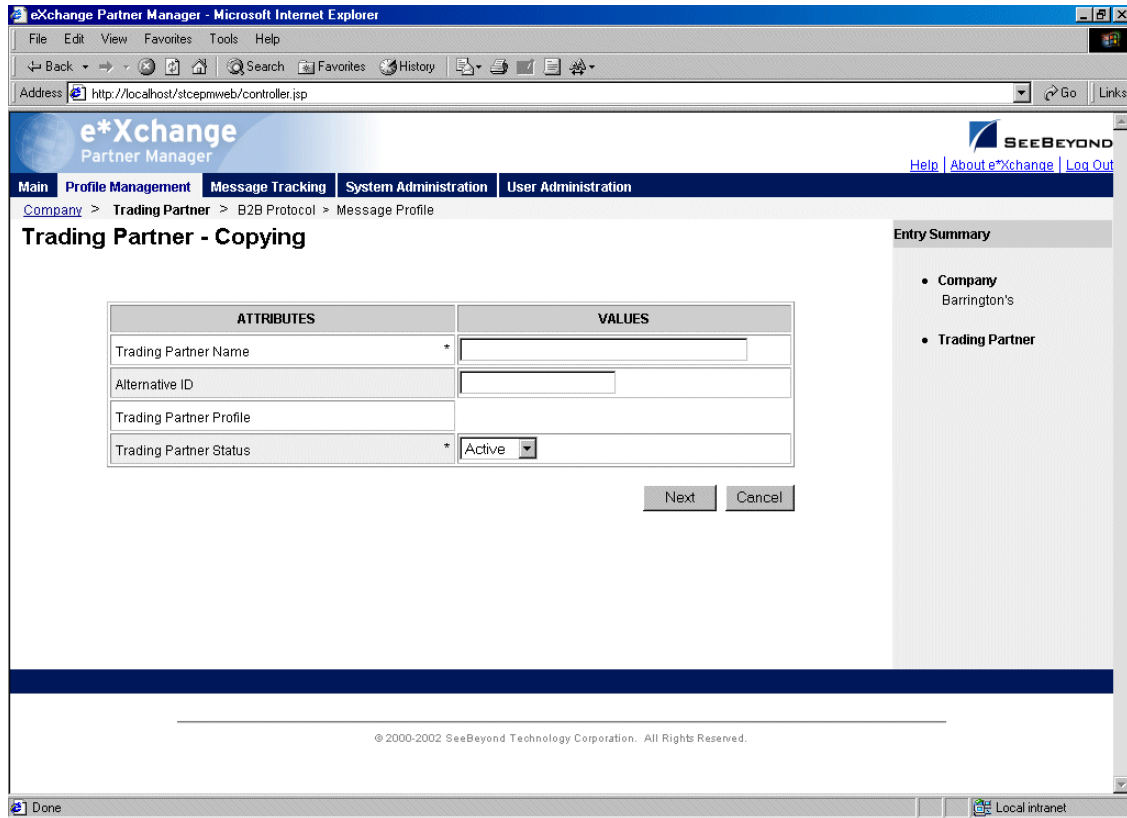 eXchange Partner Manager - Microsoft Internet Explorer
File Edit View Favorites Tools Help
Back Search Favorites History
Address http://localhost/stcepmweb/controller.jsp Go Links
e*Xchange
Partner Manager
SEEBEYOND
Help | About e*Xchange | Log Out
Main Profile Management Message Tracking System Administration User Administration
Company > Trading Partner > B2B Protocol > Message Profile
Trading Partner - Copying
ATTRIBUTES VALUES
Trading Partner Name *
Alternative ID
Trading Partner Profile
Trading Partner Status * Active
Next Cancel
Entry Summary
• Company
Barrington's
• Trading Partner
© 2000-2002 SeeBeyond Technology Corporation. All Rights Reserved.
Done Local intranet